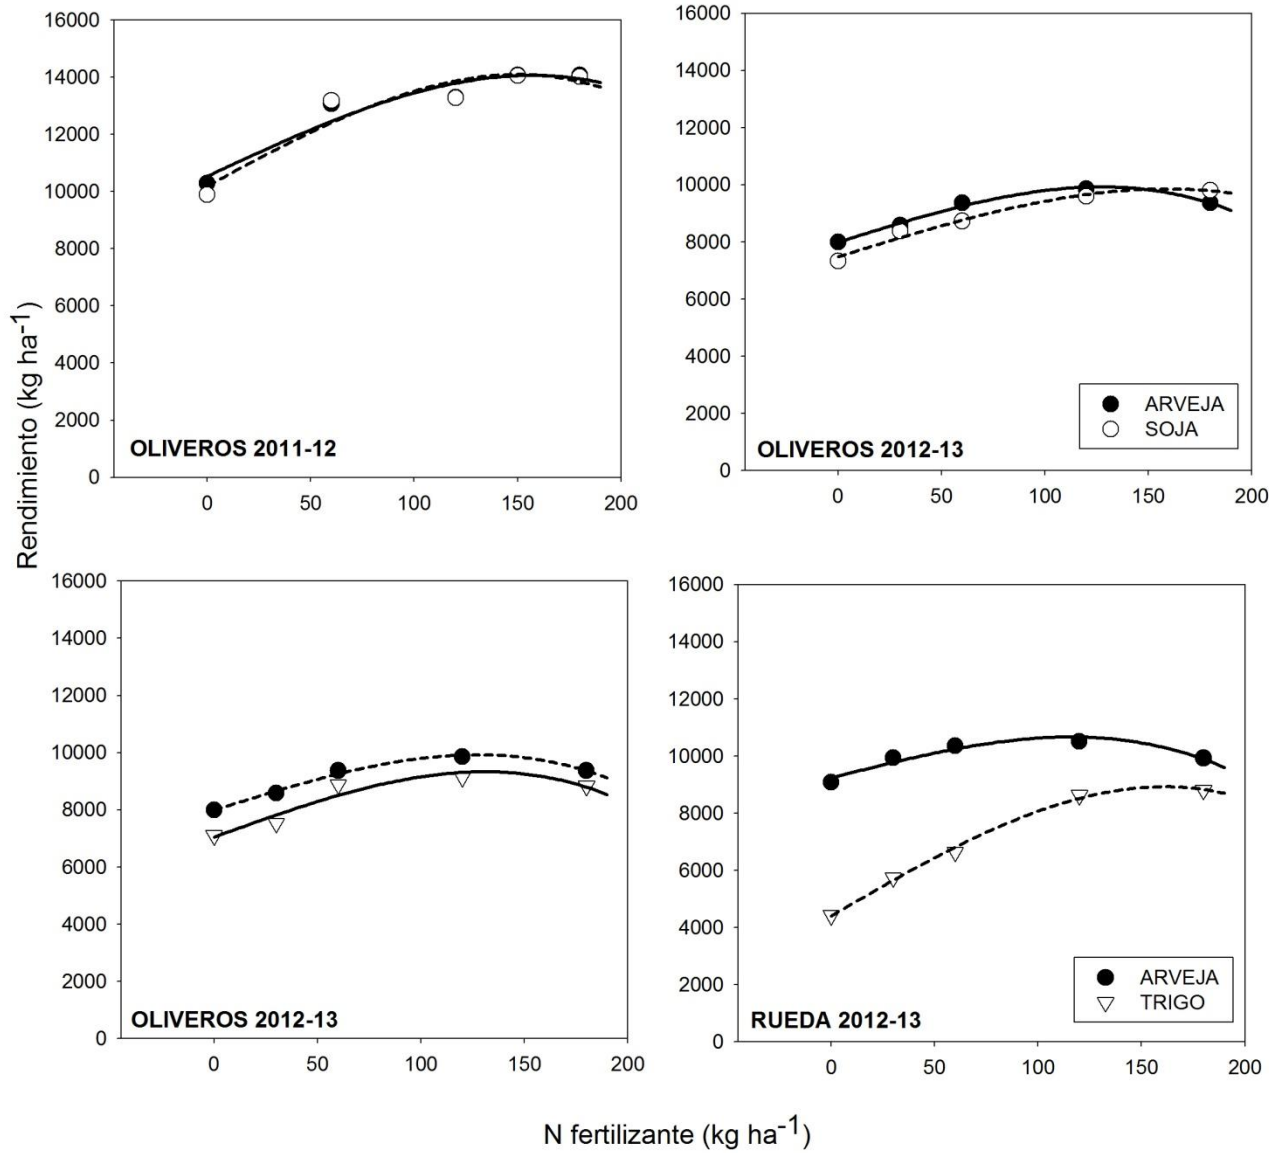 Rendimiento (kg ha-1)
16000
14000
12000
10000
8000
6000
4000
2000
0
0 50 100 150 200
OLIVEROS 2011-12
16000
14000
12000
10000
8000
6000
4000
2000
0
0 50 100 150 200
ARVEJA
SOJA
OLIVEROS 2012-13
16000
14000
12000
10000
8000
6000
4000
2000
0
0 50 100 150 200
OLIVEROS 2012-13
16000
14000
12000
10000
8000
6000
4000
2000
0
0 50 100 150 200
ARVEJA
TRIGO
RUEDA 2012-13
N fertilizante (kg ha-1)